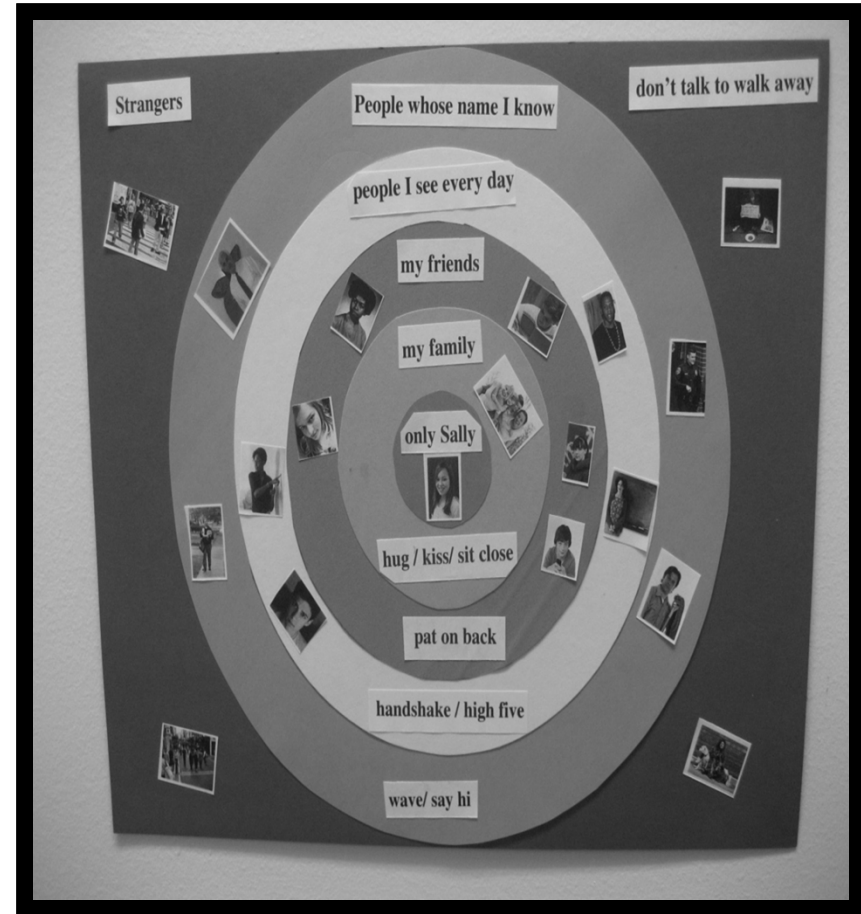 Strangers
People whose name I know
don't talk to walk away
people I see every day
my friends
my family
only Sally
hug / kiss/ sit close
pat on back
handshake / high five
wave/ say hi